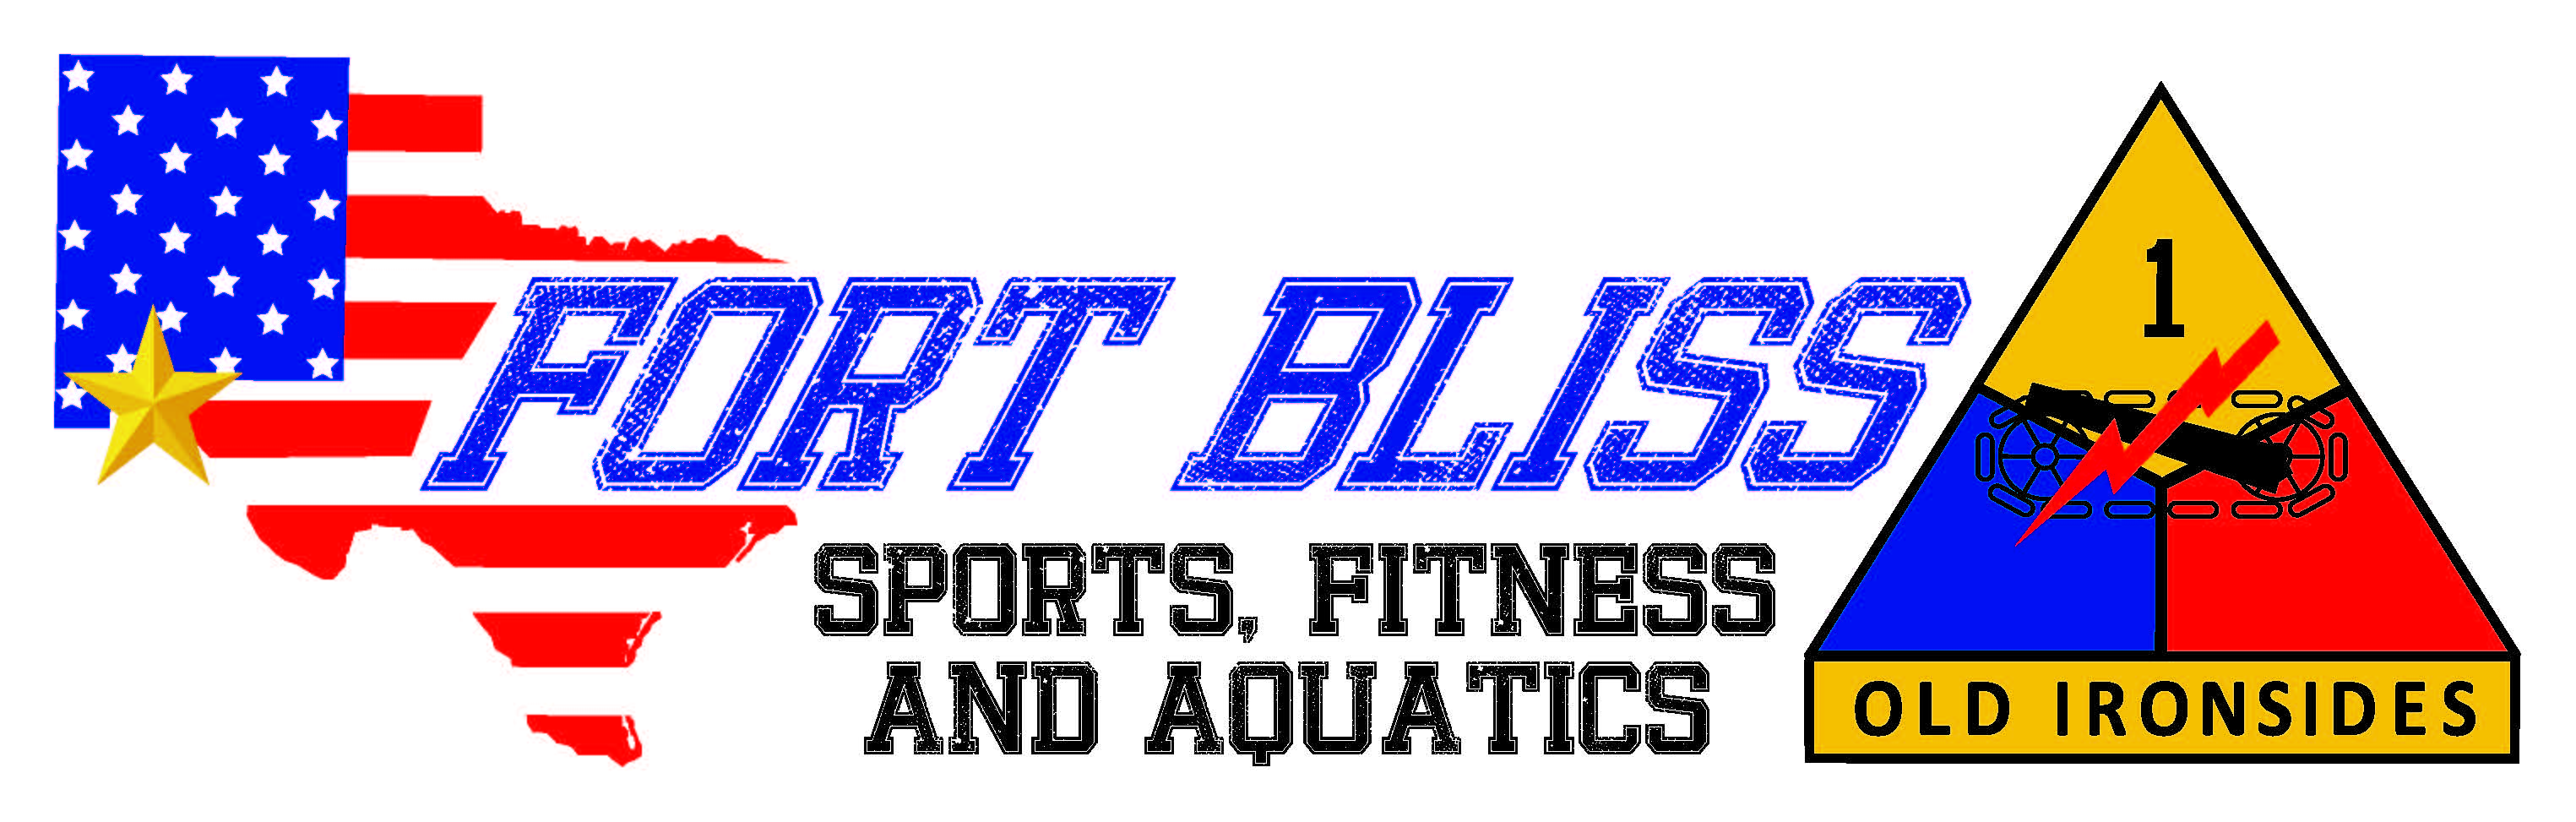 FORT BLISS
SPORTS, FITNESS
AND AQUATICS
1
OLD IRONSIDES